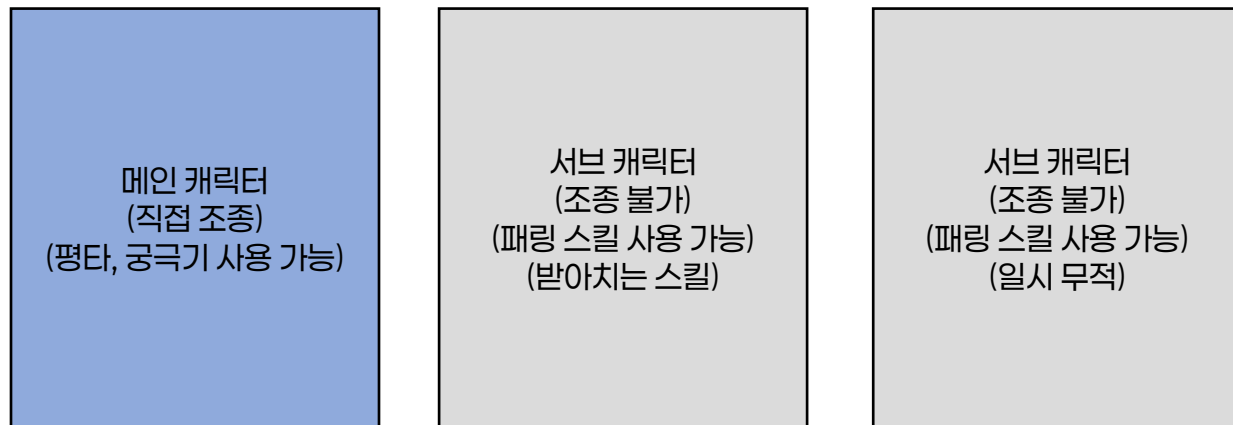 메인 캐릭터
(직접 조종)
(평타, 궁극기 사용 가능)
서브 캐릭터
(조종 불가)
(패링 스킬 사용 가능)
(받아치는 스킬)
서브 캐릭터
(조종 불가)
(패링 스킬 사용 가능)
(일시 무적)